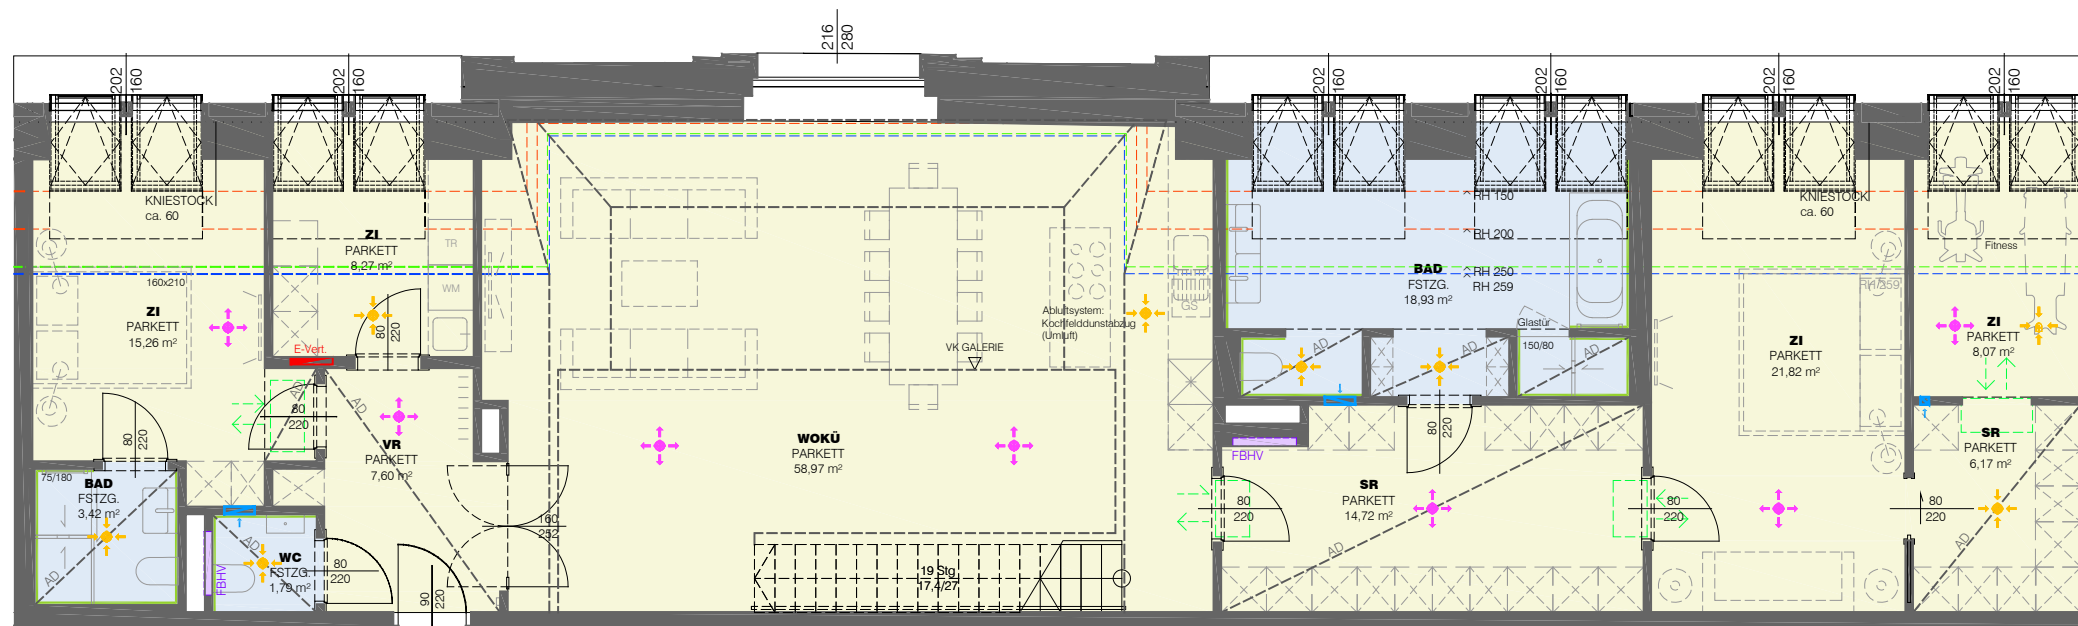 216
280
202
160
202
160
202
160
202
160
202
160
202
160
KNIESTOCK
ca. 60
ZI
PARKETT
8,27 m²
TR
WM
160x210
ZI
PARKETT
15,26 m²
E-Vert.
80
220
80
220
80
220
AD
AD
VR
PARKETT
7,60 m²
75/180
BAD
FSTZG.
3,42 m²
AD
FBHV
AD
WC
FSTZG.
1,79 m²
80
220
90
220
160
252
WOKÜ
PARKETT
58,97 m²
VK GALERIE
Abluftsystem:
Kochfelddunstabzug
(Umluft)
GS
19 Stg
17,4/27
RH 150
RH 200
RH 250
RH 259
BAD
FSTZG.
18,93 m²
Glastür
150/80
AD
AD
AD
80
220
FBHV
SR
PARKETT
14,72 m²
AD
80
220
80
220
KNIESTOCK
ca. 60
RH 259
ZI
PARKETT
21,82 m²
Fitness
ZI
PARKETT
8,07 m²
SR
PARKETT
6,17 m²
80
220
AD